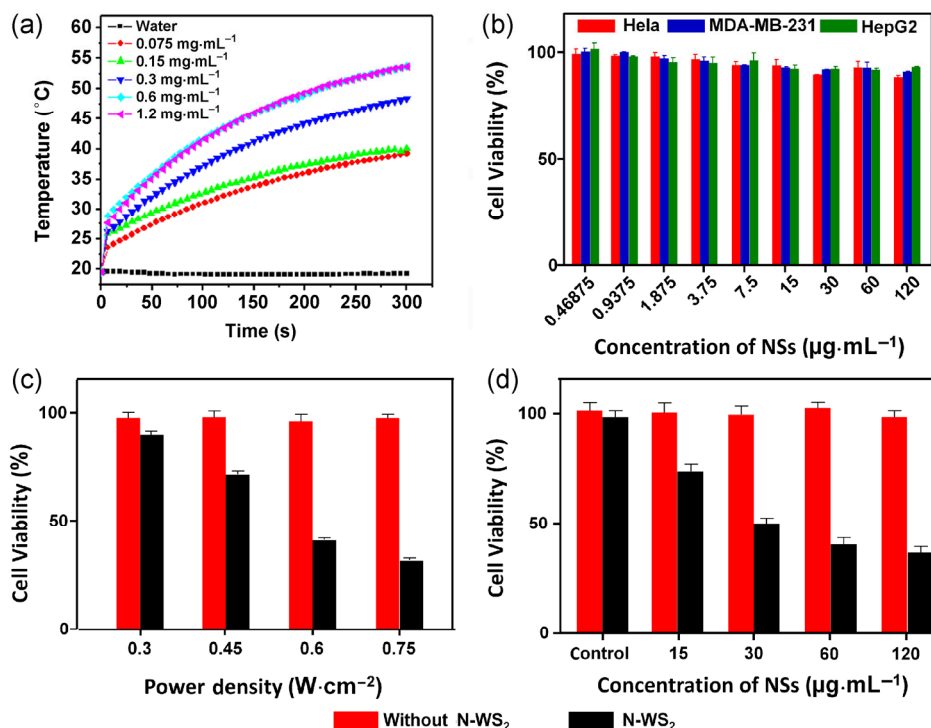 (a)
Water
0.075 mg·mL⁻¹
0.15 mg·mL⁻¹
0.3 mg·mL⁻¹
0.6 mg·mL⁻¹
1.2 mg·mL⁻¹
Temperature (°C)
60
55
50
45
40
35
30
25
20
0 50 100 150 200 250 300
Time (s)
(b)
Hela MDA-MB-231 HepG2
Cell Viability (%)
100
50
0
0.46875 0.9375 1.875 3.75 7.5 15 30 60 120
Concentration of NSs (µg·mL⁻¹)
(c)
Cell Viability (%)
100
50
0
0.3 0.45 0.6 0.75
Power density (W·cm⁻²)
(d)
Cell Viability (%)
100
50
0
Control 15 30 60 120
Concentration of NSs (µg·mL⁻¹)
Without N-WS₂ N-WS₂